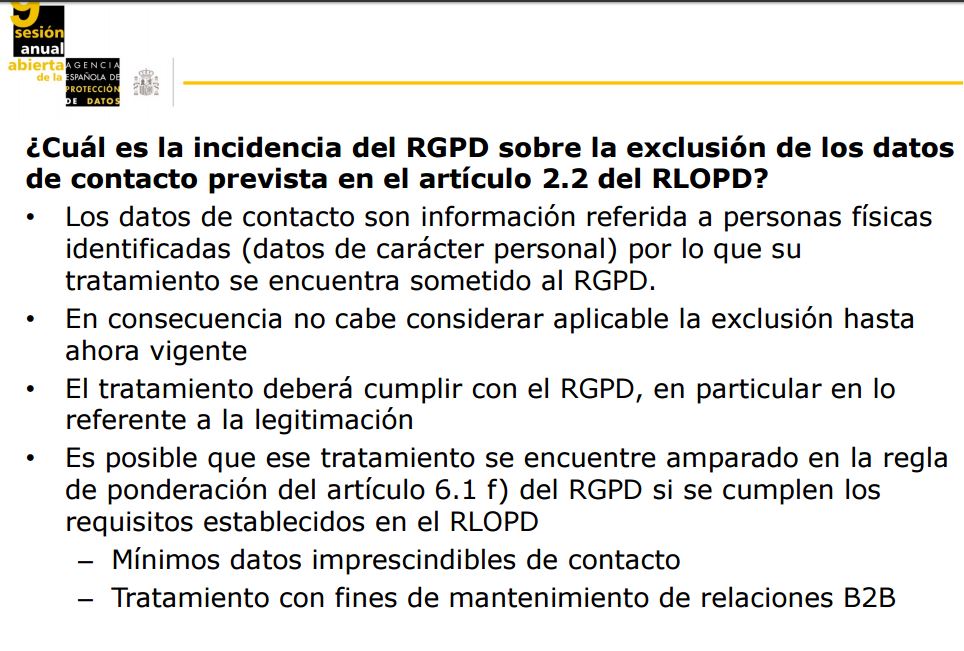 9
sesión
anual
abierta
de la
AGENCIA
ESPAÑOLA DE
PROTECCIÓN
DE DATOS
¿Cuál es la incidencia del RGPD sobre la exclusión de los datos
de contacto prevista en el artículo 2.2 del RLOPD?
• Los datos de contacto son información referida a personas físicas
identificadas (datos de carácter personal) por lo que su
tratamiento se encuentra sometido al RGPD.
• En consecuencia no cabe considerar aplicable la exclusión hasta
ahora vigente
• El tratamiento deberá cumplir con el RGPD, en particular en lo
referente a la legitimación
• Es posible que ese tratamiento se encuentre amparado en la regla
de ponderación del artículo 6.1 f) del RGPD si se cumplen los
requisitos establecidos en el RLOPD
– Mínimos datos imprescindibles de contacto
– Tratamiento con fines de mantenimiento de relaciones B2B